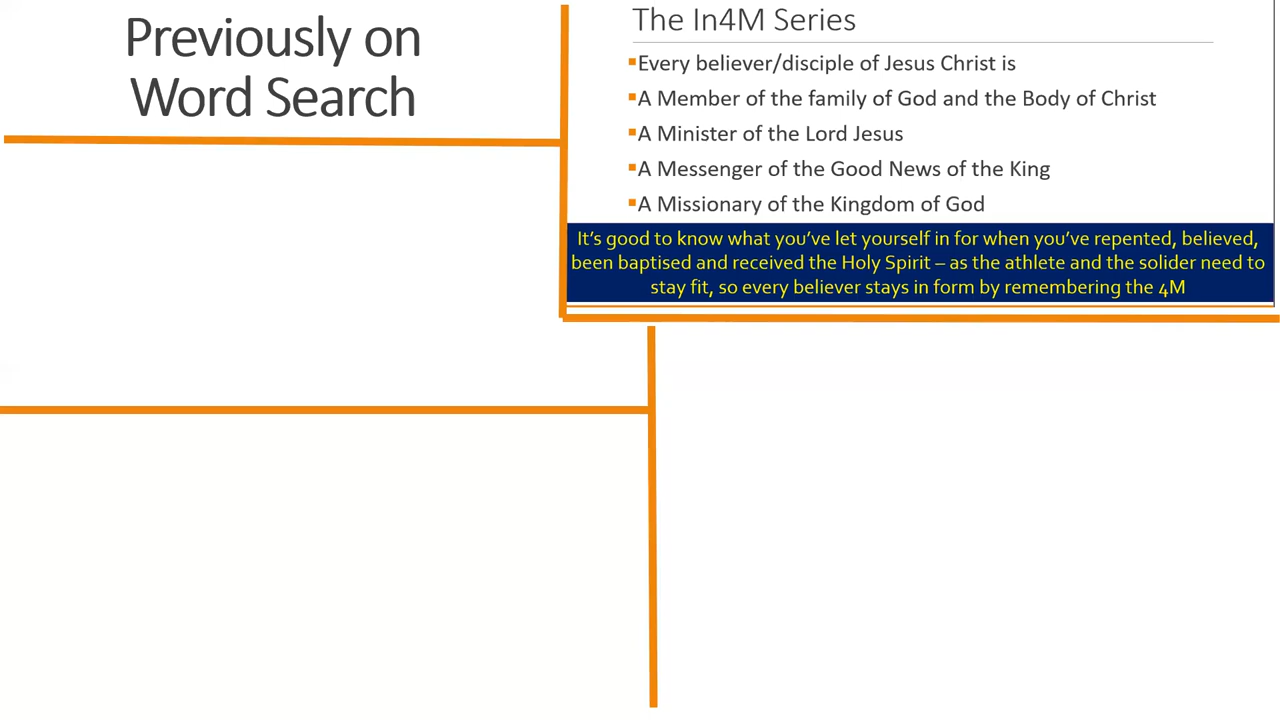 Previously on
Word Search
The In4M Series
Every believer/disciple of Jesus Christ is
A Member of the family of God and the Body of Christ
A Minister of the Lord Jesus
A Messenger of the Good News of the King
A Missionary of the Kingdom of God
It's good to know what you've let yourself in for when you've repented, believed,
been baptised and received the Holy Spirit – as the athlete and the solider need to
stay fit, so every believer stays in form by remembering the 4M